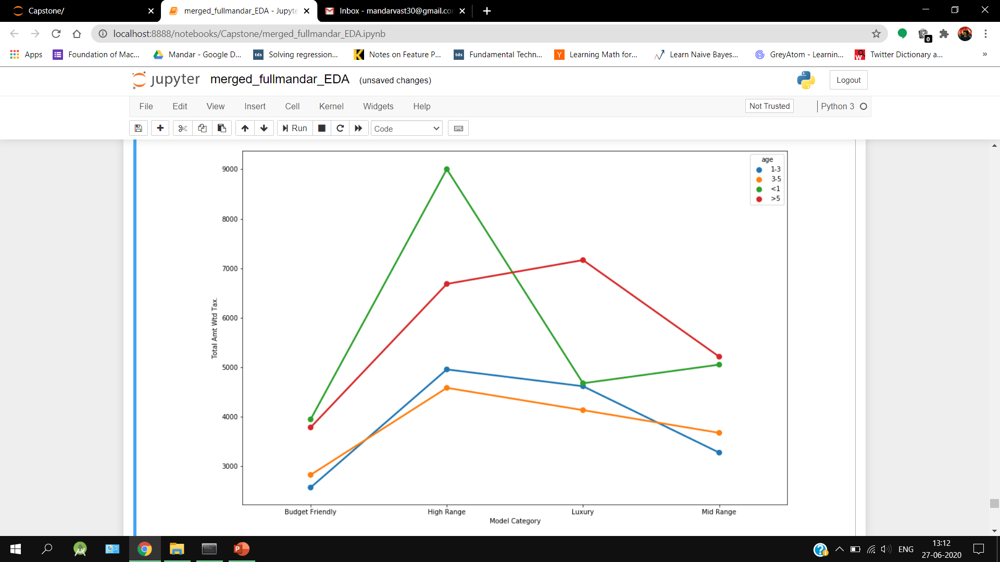 Capstone/
merged_fullmandar_EDA - Jupyte
Inbox - mandarvast30@gmail.co
localhost:8888/notebooks/Capstone/merged_fullmandar_EDA.ipynb
0
Apps
Foundation of Mac...
Mandar - Google D...
tds
Solving regression...
K
Notes on Feature P...
tds
Fundamental Techn...
Y
Learning Math for...
Learn Naive Bayes...
GreyAtom - Learnin...
W
Twitter Dictionary a...
»
jupyter
merged_fullmandar_EDA
(unsaved changes)
Logout
File
Edit
View
Insert
Cell
Kernel
Widgets
Help
Not Trusted
Python 3
Run
Code
age
1-3
3-5
<1
>5
9000
8000
7000
6000
5000
4000
3000
Total Amt Wtd Tax.
Budget Friendly
High Range
Luxury
Mid Range
Model Category
ENG
13:12
27-06-2020